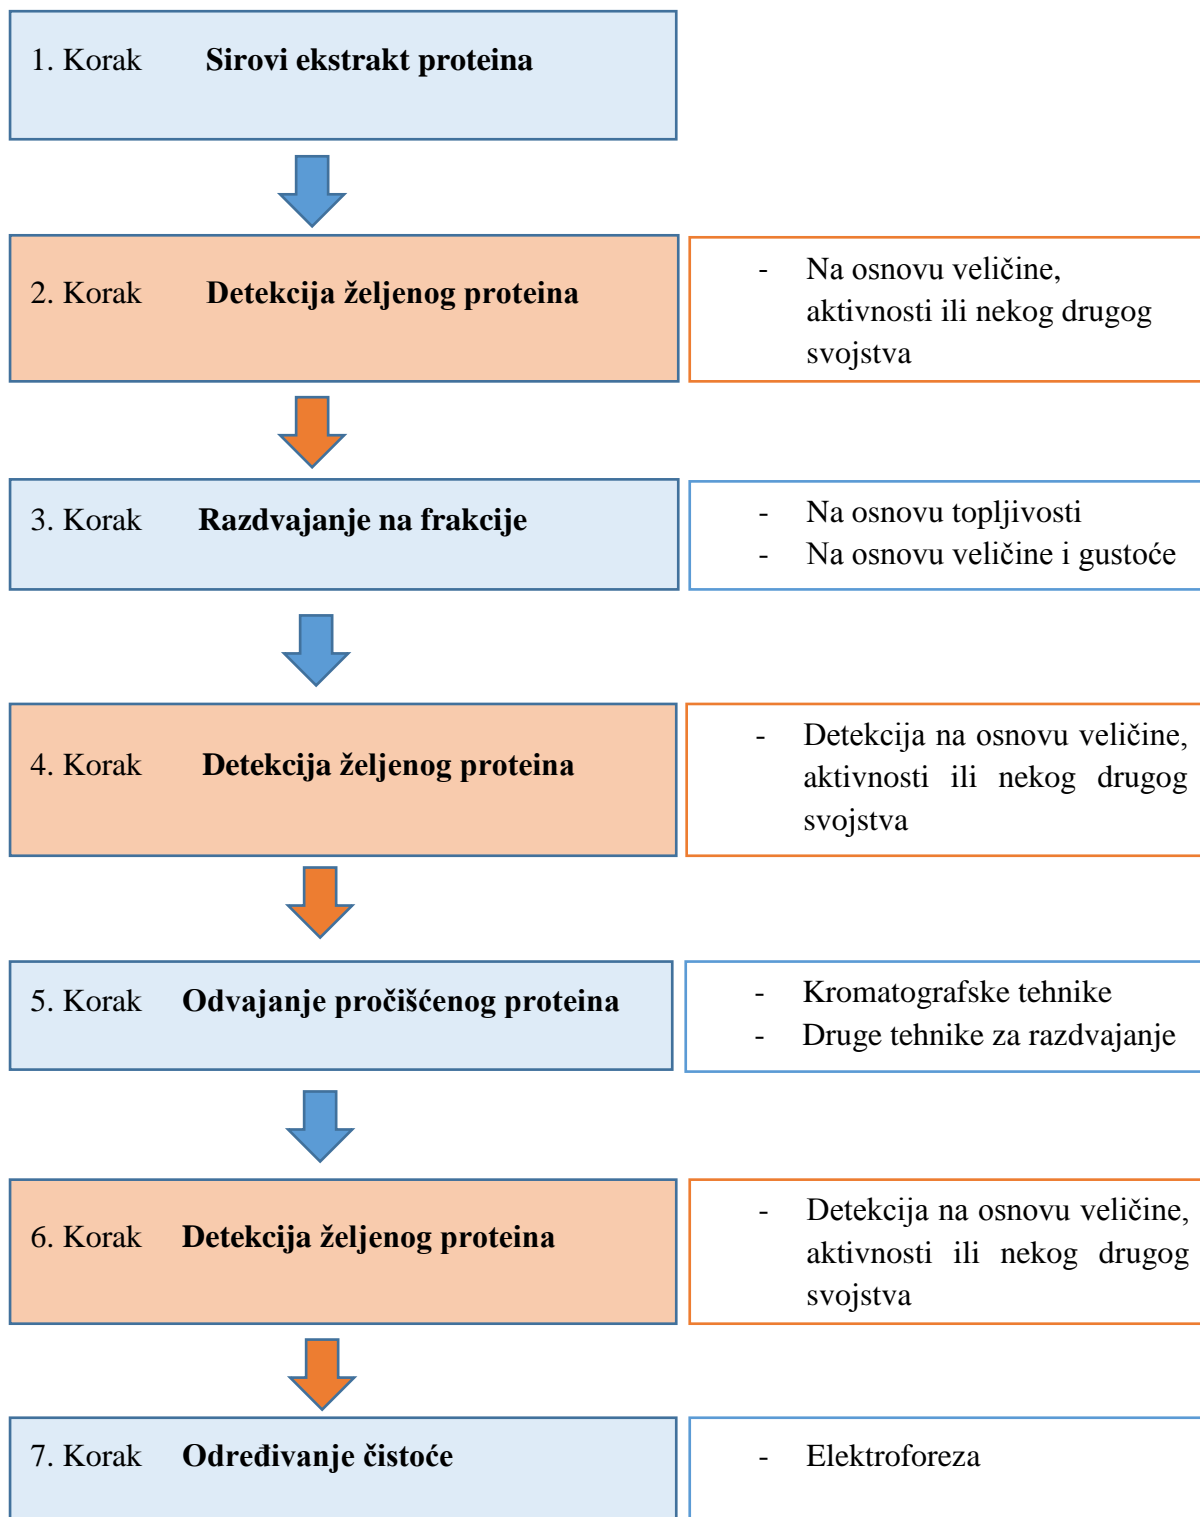 1. Korak Sirovi ekstrakt proteina
2. Korak Detekcija željenog proteina
- Na osnovu veličine,
aktivnosti ili nekog drugog
svojstva
3. Korak Razdvajanje na frakcije
- Na osnovu topljivosti
- Na osnovu veličine i gustoće
4. Korak Detekcija željenog proteina
- Detekcija na osnovu veličine,
aktivnosti ili nekog drugog
svojstva
5. Korak Odvajanje pročišćenog proteina
- Kromatografske tehnike
- Druge tehnike za razdvajanje
6. Korak Detekcija željenog proteina
- Detekcija na osnovu veličine,
aktivnosti ili nekog drugog
svojstva
7. Korak Određivanje čistoće
- Elektroforeza